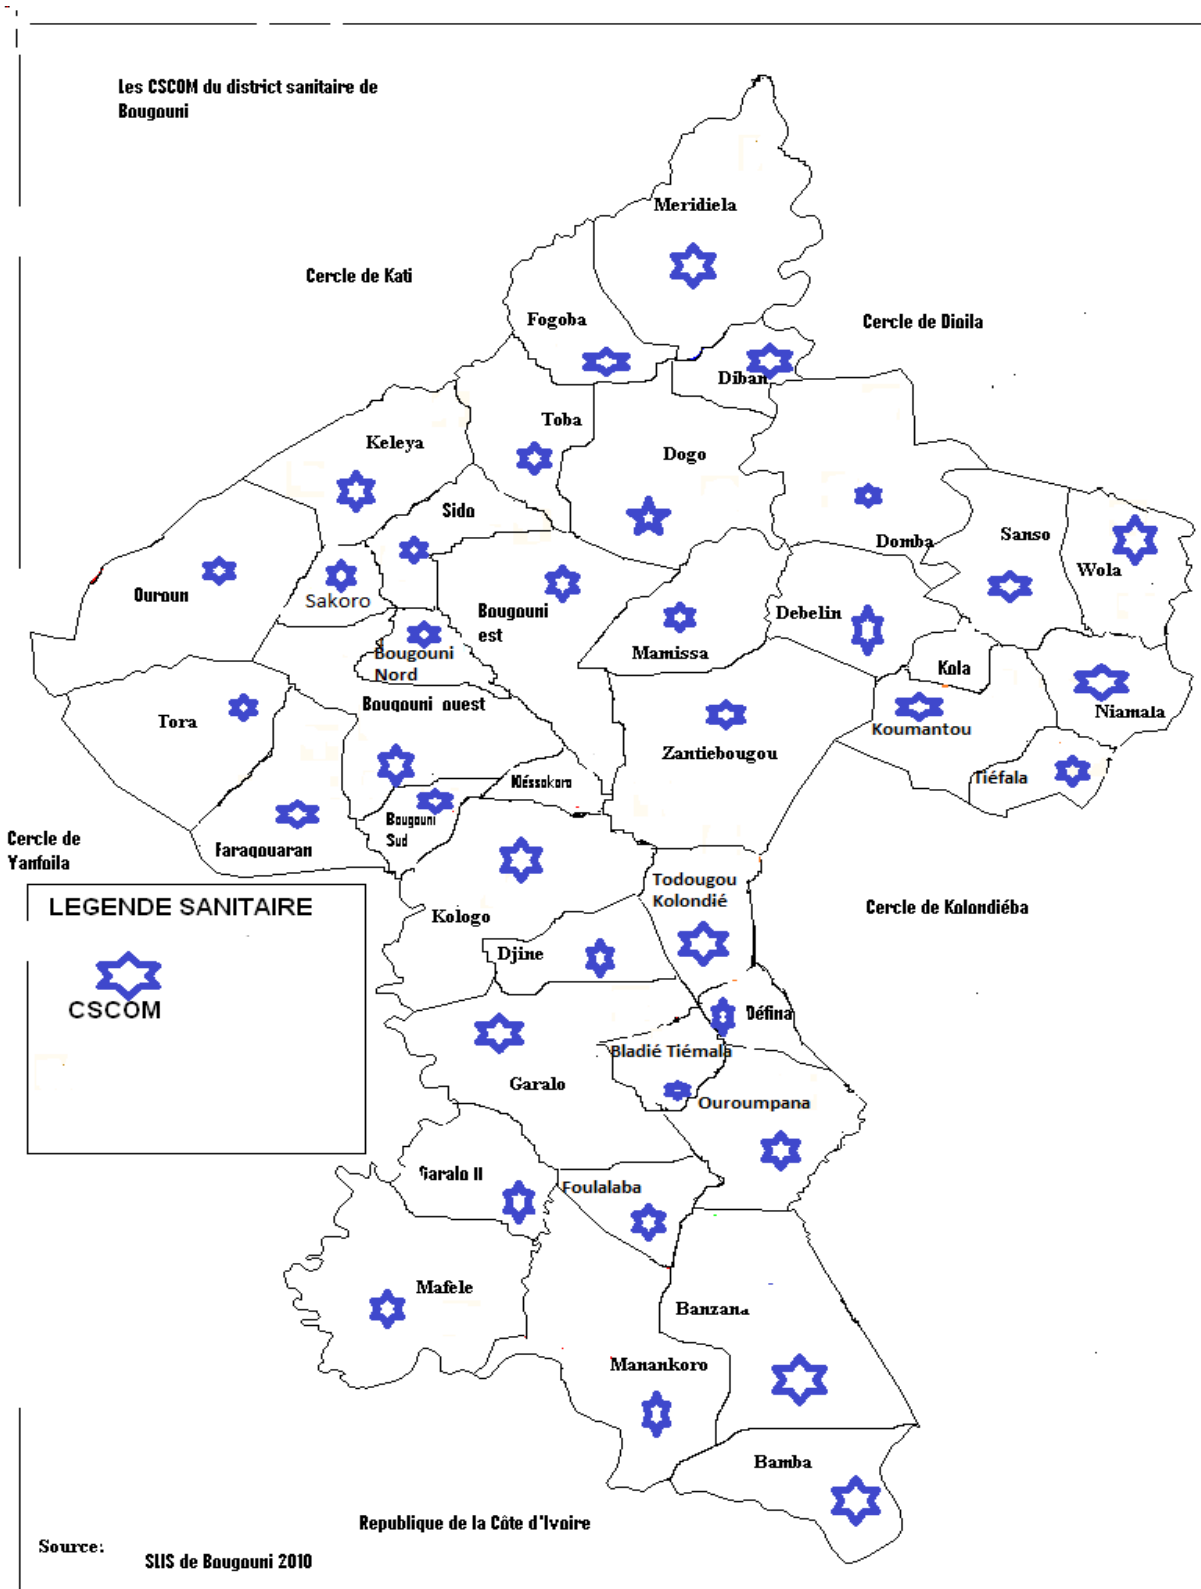 Les CSCOM du district sanitaire de
Bougouni
Meridiela
Cercle de Kati
Fogoba
Cercle de Dioila
Diban
Toba
Keleya
Dogo
Sido
Sanso
Domba
Wola
Ouroun
Sakoro
Bougouni
est
Debelin
Mamissa
Bougouni
Nord
Kola
Bougouni ouest
Tora
Koumantou
Niamala
Zantiebougou
Tiéfala
Kléssokoro
Bougouni
Sud
Faragouaran
Cercle de
Yanfoila
Todougou
Kolondié
LEGENDE SANITAIRE
CSCOM
Kologo
Cercle de Kolondiéba
Djine
Défina
Bladié Tiémala
Garalo
Ouroumpana
Garalo II
Foulalaba
Mafèle
Banzana
Manankoro
Bamba
Republique de la Côte d'Ivoire
Source:
SLIS de Bougouni 2010